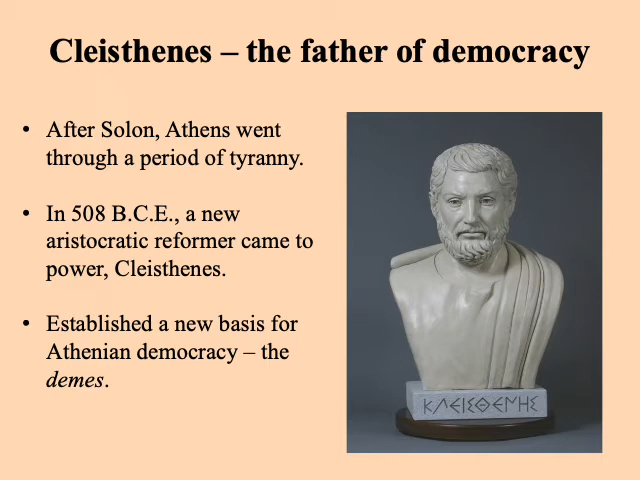 Cleisthenes – the father of democracy
• After Solon, Athens went
through a period of tyranny.
• In 508 B.C.E., a new
aristocratic reformer came to
power, Cleisthenes.
• Established a new basis for
Athenian democracy – the
demes.
ΚΛΕΙΣΘΕΝΗΣ